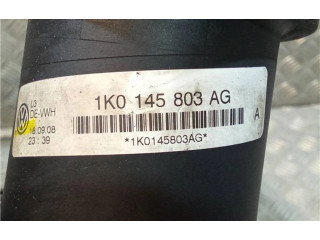 L3
DE-VWH
18.09.08
23:39
1K0 145 803 AG
A
*1K0145803AG*